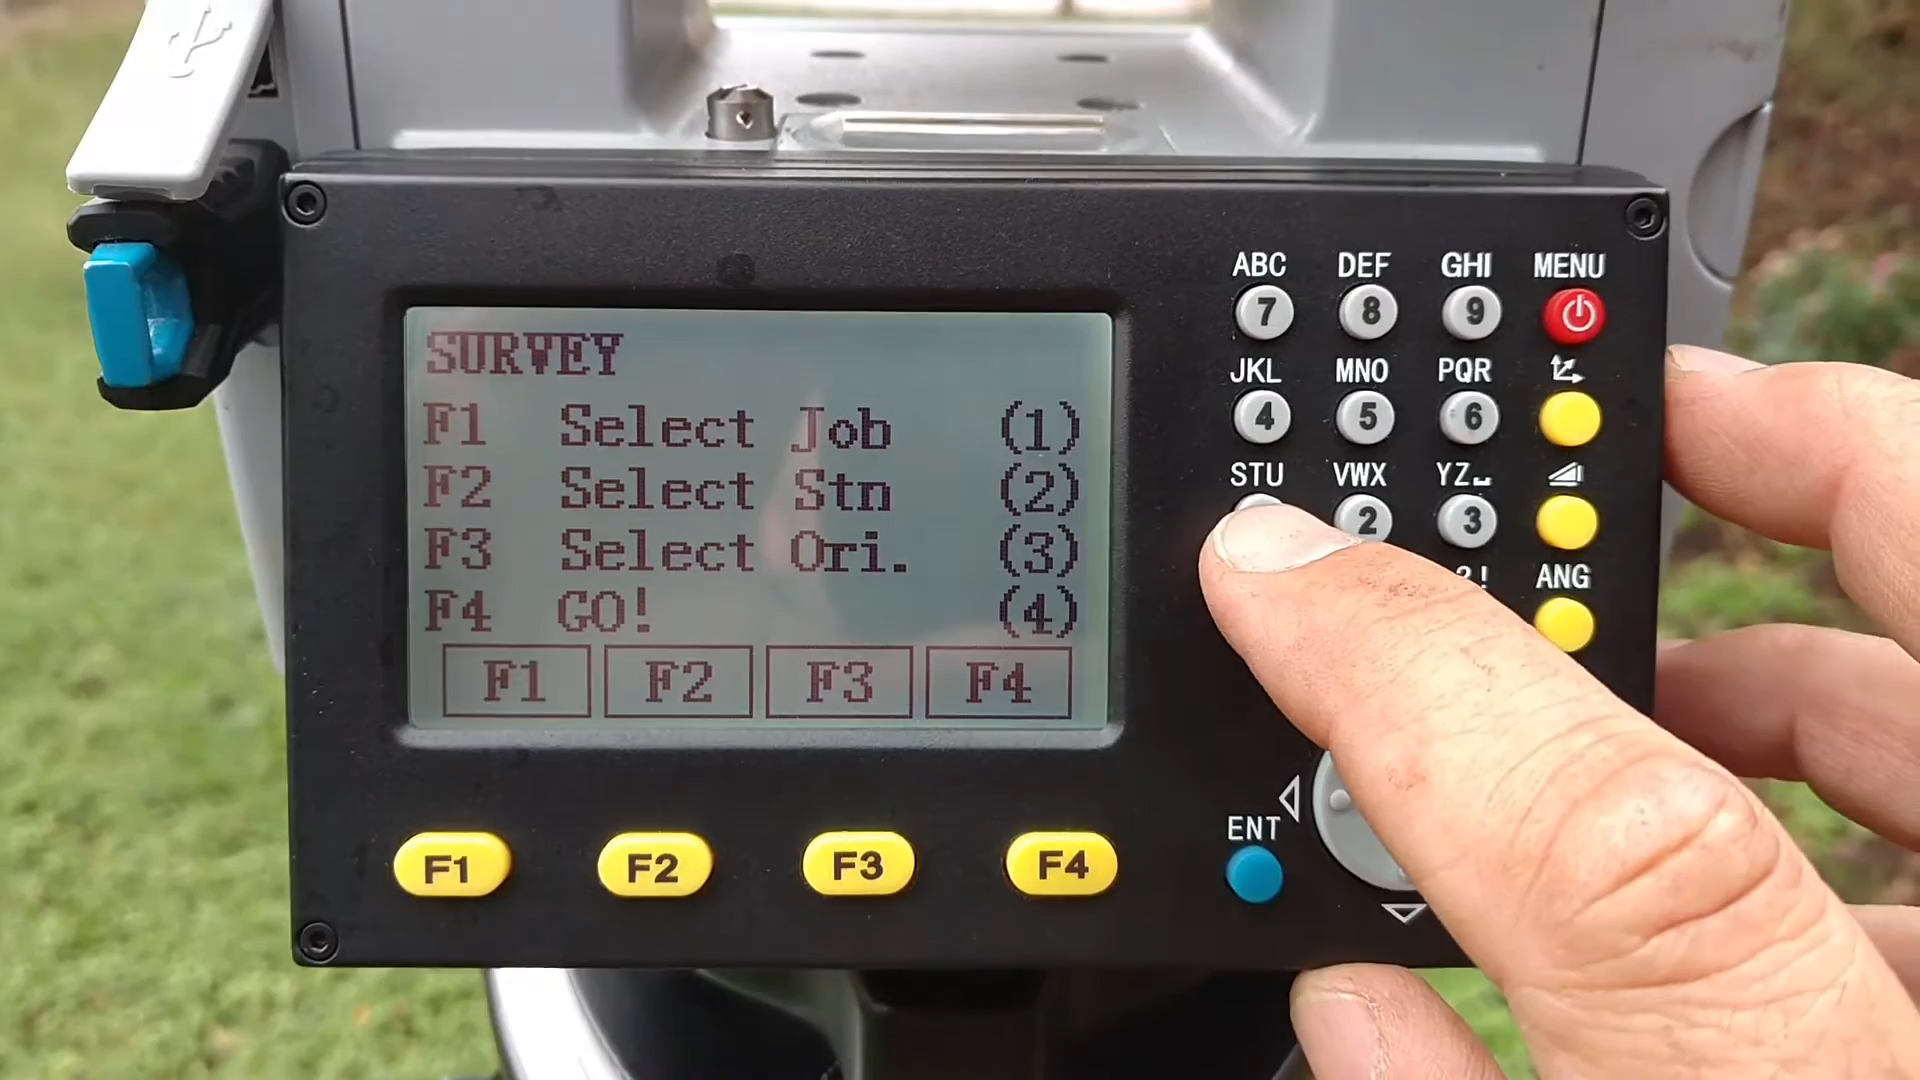 SURVEY
F1 Select Job (1)
F2 Select Stn (2)
F3 Select Ori. (3)
F4 GO! (4)
F1 F2 F3 F4
F1 F2 F3 F4
ABC DEF GHI MENU
7 8 9
JKL MNO PQR
4 5 6
STU VWX YZ␣
2 3
?! ANG
ENT